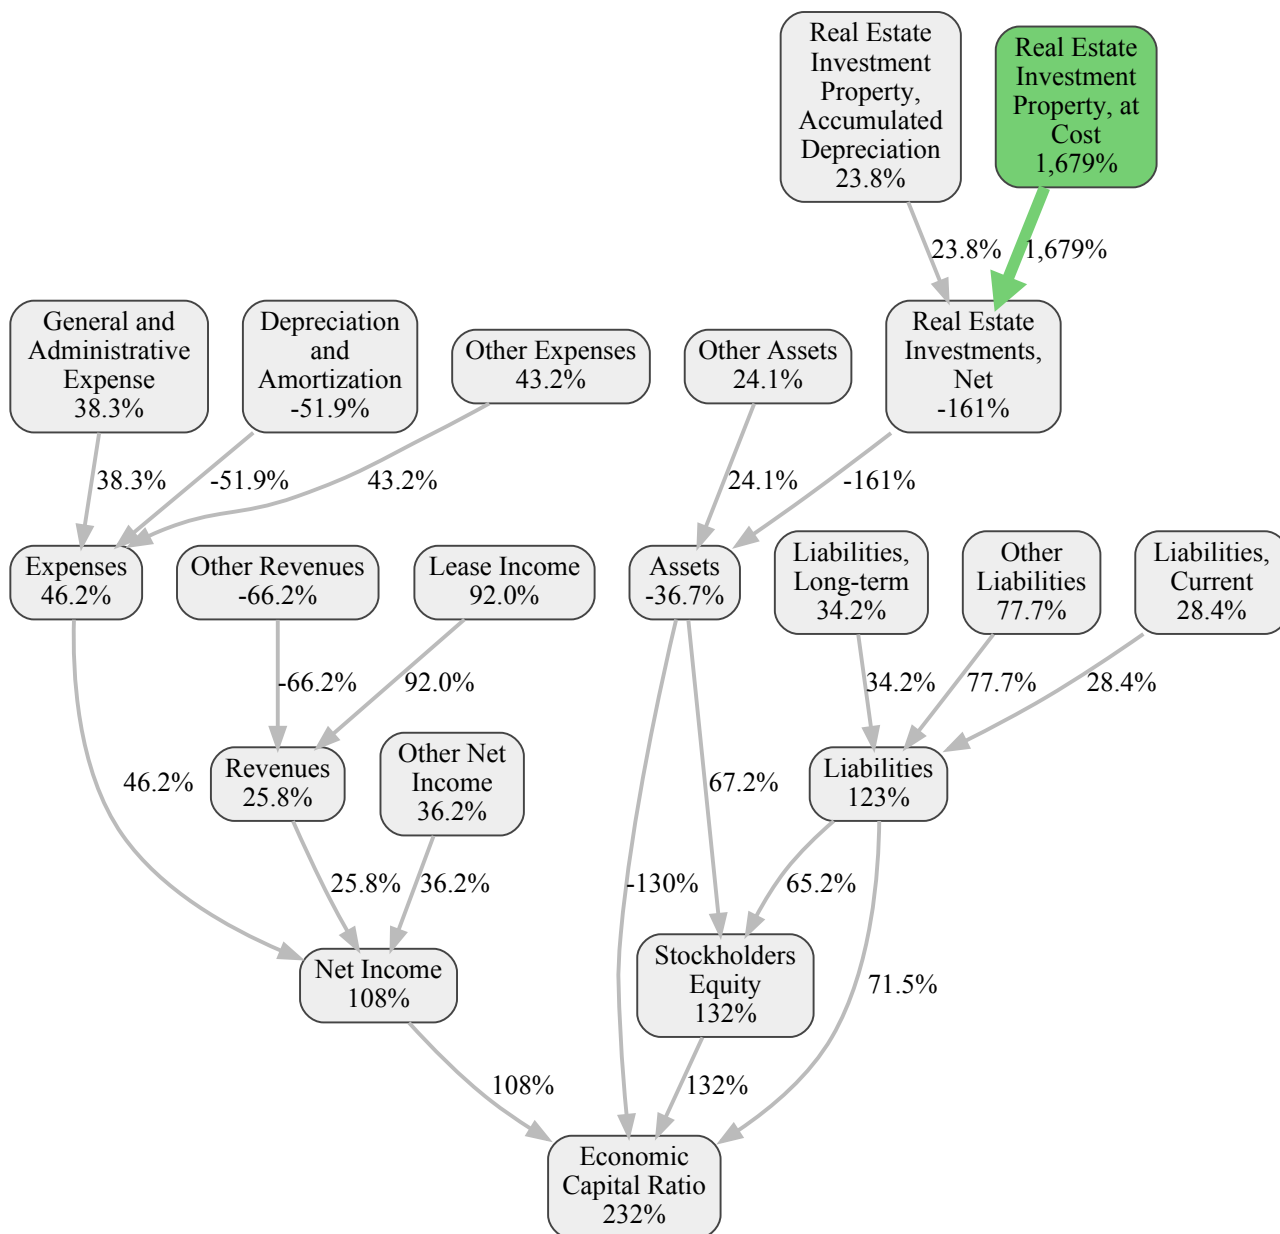 Real Estate
Investment
Property,
Accumulated
Depreciation
23.8%
Real Estate
Investment
Property, at
Cost
1,679%
23.8%
1,679%
General and
Administrative
Expense
38.3%
Depreciation
and
Amortization
-51.9%
Other Expenses
43.2%
Other Assets
24.1%
Real Estate
Investments,
Net
-161%
38.3%
-51.9%
43.2%
24.1%
-161%
Expenses
46.2%
Other Revenues
-66.2%
Lease Income
92.0%
Assets
-36.7%
Liabilities,
Long-term
34.2%
Other
Liabilities
77.7%
Liabilities,
Current
28.4%
-66.2%
92.0%
34.2%
77.7%
28.4%
46.2%
Revenues
25.8%
Other Net
Income
36.2%
67.2%
Liabilities
123%
25.8%
36.2%
-130%
65.2%
Net Income
108%
Stockholders
Equity
132%
71.5%
108%
132%
Economic
Capital Ratio
232%